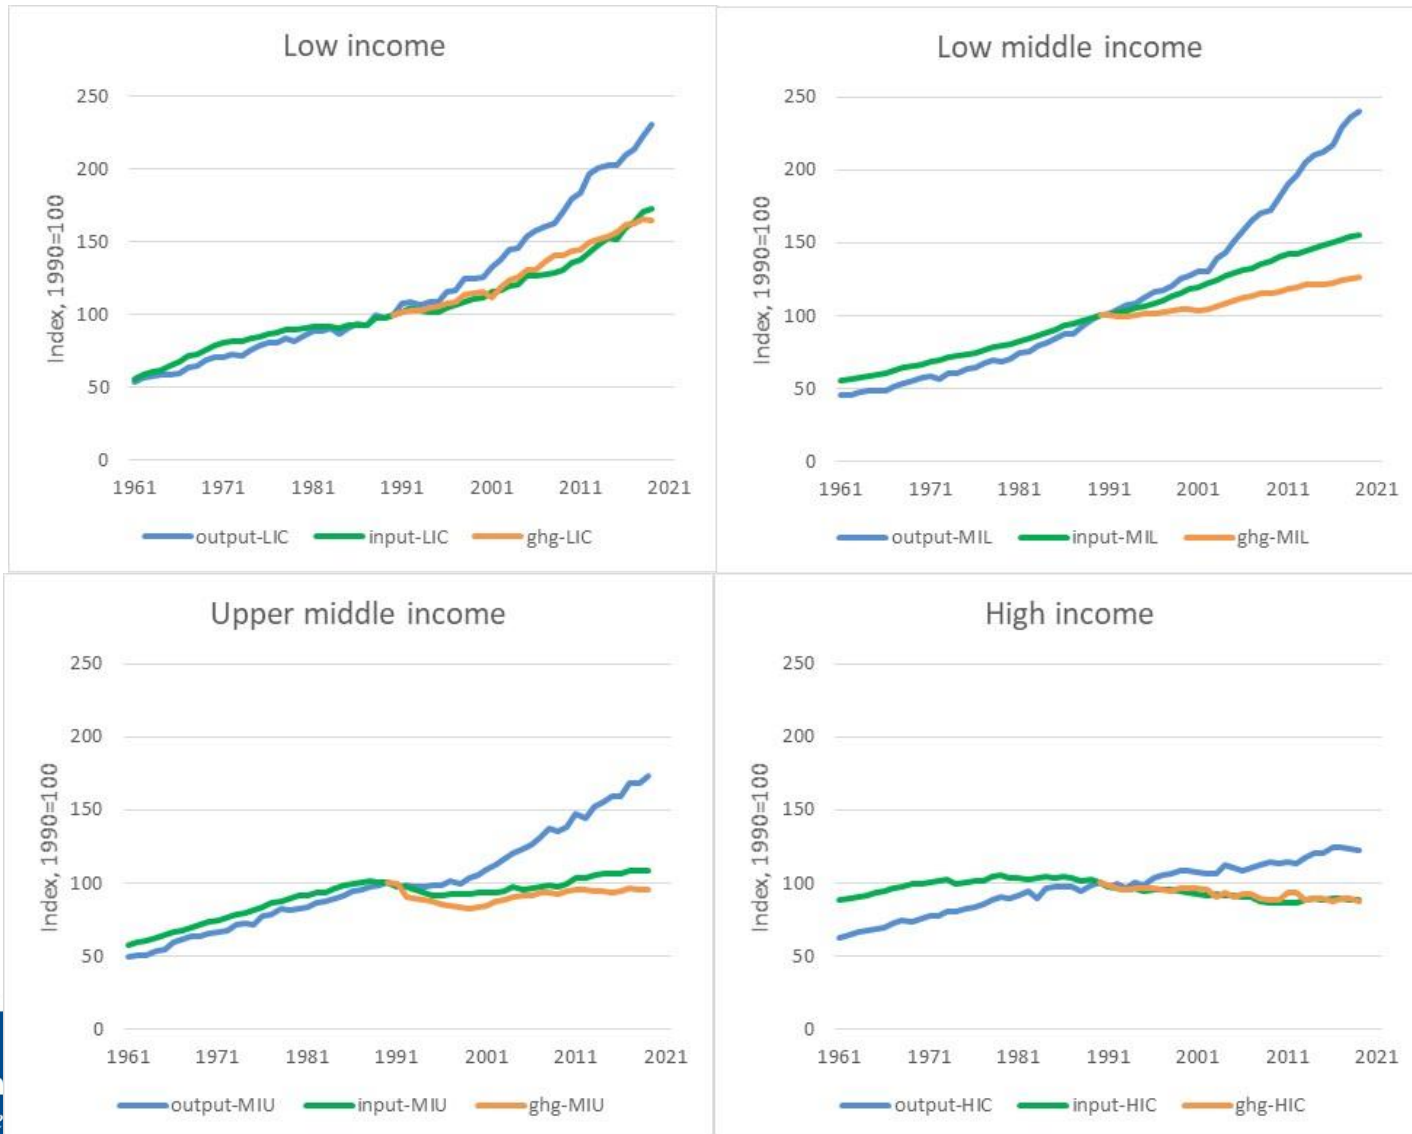 Low income
Index, 1990=100
250
200
150
100
50
0
1961 1971 1981 1991 2001 2011 2021
output-LIC input-LIC ghg-LIC
Low middle income
Index, 1990=100
250
200
150
100
50
0
1961 1971 1981 1991 2001 2011 2021
output-MIL input-MIL ghg-MIL
Upper middle income
Index, 1990=100
250
200
150
100
50
0
1961 1971 1981 1991 2001 2011 2021
output-MIU input-MIU ghg-MIU
High income
Index, 1990=100
250
200
150
100
50
0
1961 1971 1981 1991 2001 2011 2021
output-HIC input-HIC ghg-HIC